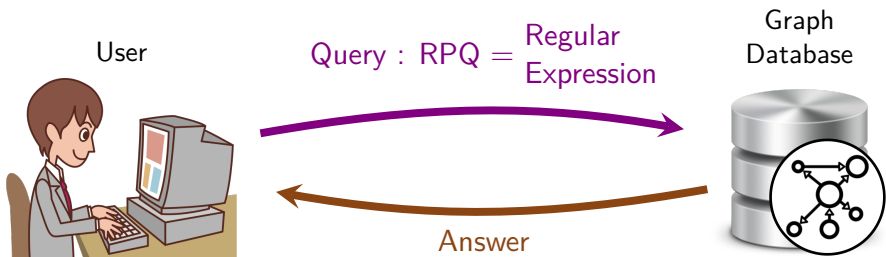 User
Query : RPQ = Regular
Expression
Graph
Database
Answer